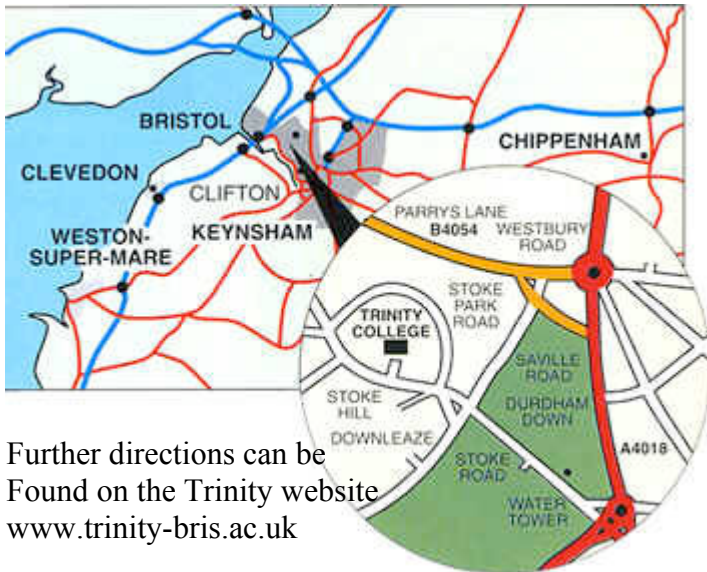 BRISTOL
CHIPPENHAM
CLEVEDON
CLIFTON
KEYNSHAM
WESTON-
SUPER-MARE
PARRYS LANE
B4054
WESTBURY
ROAD
STOKE
PARK
ROAD
TRINITY
COLLEGE
SAVILLE
ROAD
STOKE
HILL
DURDHAM
DOWN
DOWNLEAZE
A4018
STOKE
ROAD
WATER
TOWER
Further directions can be
Found on the Trinity website
www.trinity-bris.ac.uk